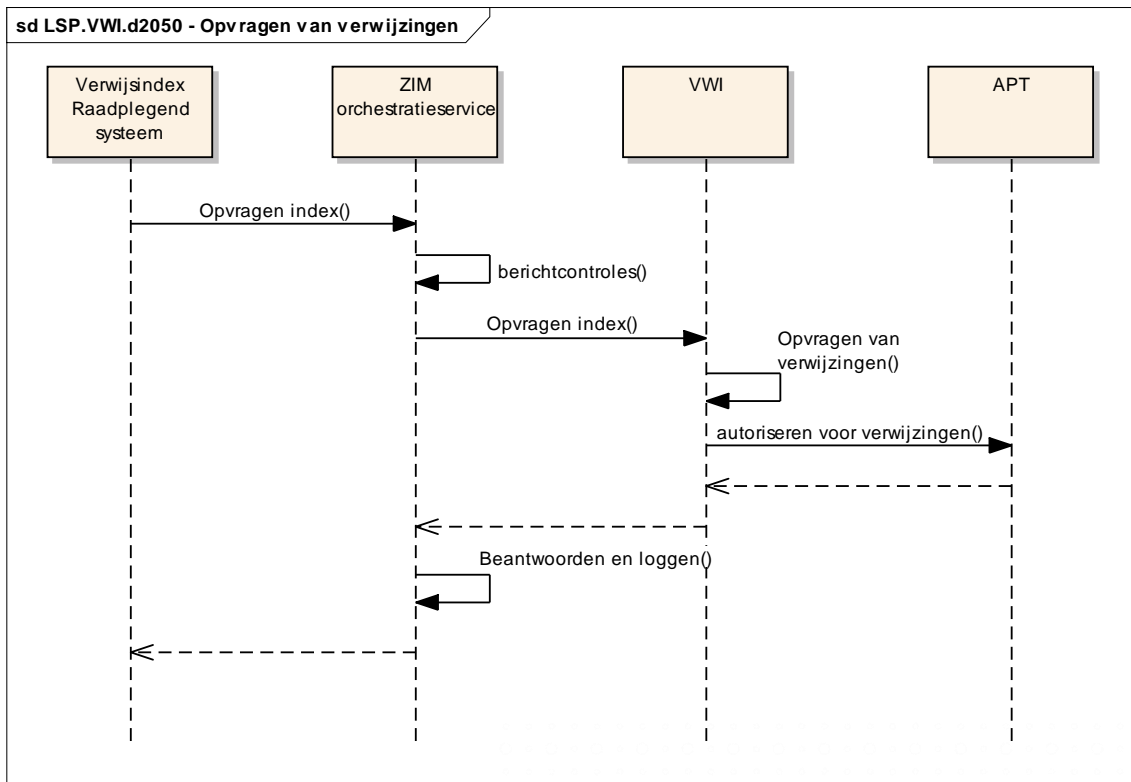 sd LSP.VWI.d2050 - Opvragen van verwijzingen
Verwijsindex
Raadplegend
systeem
ZIM
orchestratieservice
VWI
APT
Opvragen index()
berichtcontroles()
Opvragen index()
Opvragen van
verwijzingen()
autoriseren voor verwijzingen()
Beantwoorden en loggen()